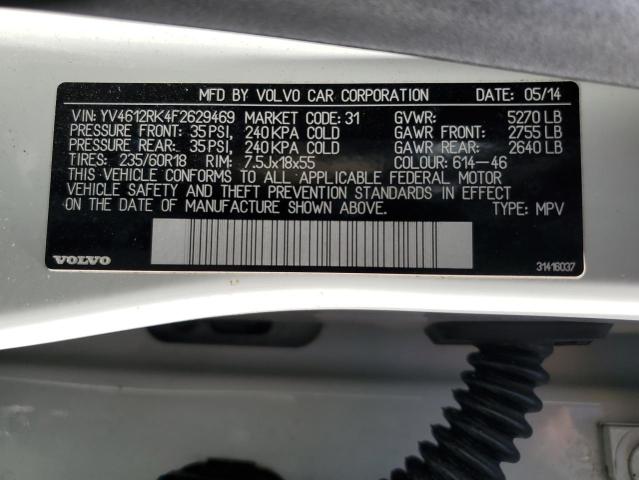 MFD BY VOLVO CAR CORPORATION DATE: 05/14
VIN: YV4612RK4F2629469 MARKET CODE: 31 GVWR: 5270 LB
PRESSURE FRONT: 35 PSI, 240 KPA COLD GAWR FRONT: 2755 LB
PRESSURE REAR: 35 PSI, 240 KPA COLD GAWR REAR: 2640 LB
TIRES: 235/60R18 RIM: 7.5Jx18x55 COLOUR: 614-46
THIS VEHICLE CONFORMS TO ALL APPLICABLE FEDERAL MOTOR
VEHICLE SAFETY AND THEFT PREVENTION STANDARDS IN EFFECT
ON THE DATE OF MANUFACTURE SHOWN ABOVE. TYPE: MPV
VOLVO 31416037